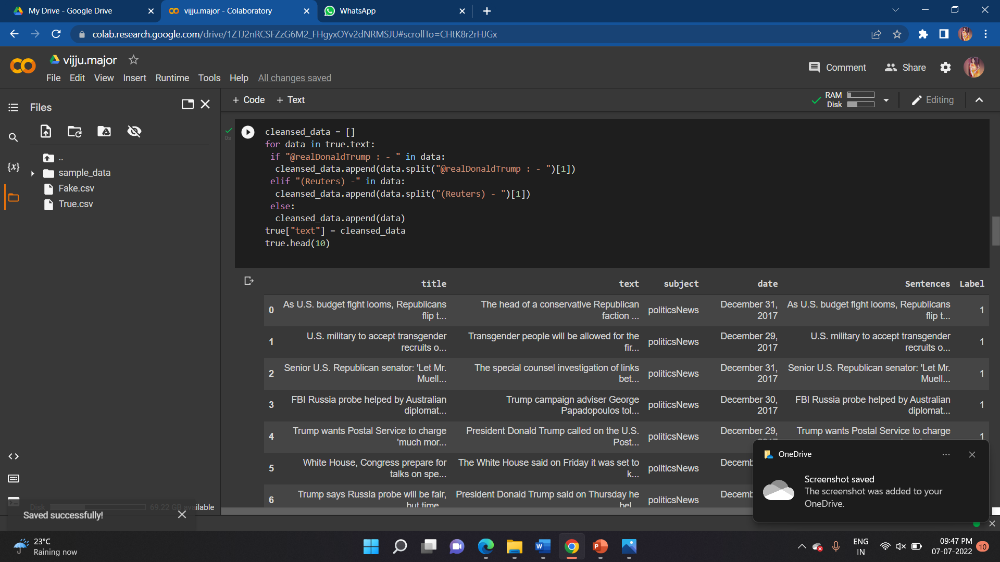 My Drive - Google Drive
vijju.major - Colaboratory
WhatsApp
colab.research.google.com/drive/1ZTJ2nRCSFZzG6M2_FHgyxOYv2dNRMSJU#scrollTo=CHtK8r2rHJGx
vijju.major
Comment
Share
File Edit View Insert Runtime Tools Help All changes saved
Files
+ Code + Text
RAM
Disk
Editing
..
sample_data
Fake.csv
True.csv
{x}
0s
cleansed_data = []
for data in true.text:
if "@realDonaldTrump : - " in data:
cleansed_data.append(data.split("@realDonaldTrump : - ")[1])
elif "(Reuters) -" in data:
cleansed_data.append(data.split("(Reuters) - ")[1])
else:
cleansed_data.append(data)
true["text"] = cleansed_data
true.head(10)
title text subject date Sentences Label
0 As U.S. budget fight looms, Republicans flip t... The head of a conservative Republican faction ... politicsNews December 31, 2017 As U.S. budget fight looms, Republicans flip t... 1
1 U.S. military to accept transgender recruits o... Transgender people will be allowed for the fir... politicsNews December 29, 2017 U.S. military to accept transgender recruits o... 1
2 Senior U.S. Republican senator: 'Let Mr. Muell... The special counsel investigation of links bet... politicsNews December 31, 2017 Senior U.S. Republican senator: 'Let Mr. Muell... 1
3 FBI Russia probe helped by Australian diplomat... Trump campaign adviser George Papadopoulos tol... politicsNews December 30, 2017 FBI Russia probe helped by Australian diplomat... 1
4 Trump wants Postal Service to charge 'much mor... President Donald Trump called on the U.S. Post... politicsNews December 29, 2017 Trump wants Postal Service to charge 1
5 White House, Congress prepare for talks on spe... The White House said on Friday it was set to k... politicsNews Decemb
6 Trump says Russia probe will be fair, but time President Donald Trump said on Thursday he bel politicsNews Decemb
Disk 69.22 GB available
Saved successfully!
OneDrive
Screenshot saved
The screenshot was added to your
OneDrive.
23°C
Raining now
ENG
IN
09:47 PM
07-07-2022
10